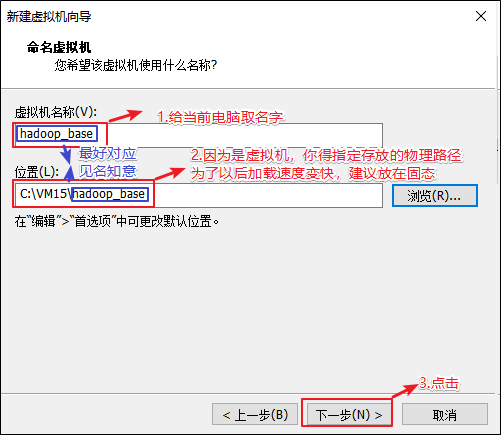 新建虚拟机向导
命名虚拟机
您希望该虚拟机使用什么名称?
虚拟机名称(V):
1.给当前电脑取名字
hadoop_base
最好对应
见名知意
2.因为是虚拟机，你得指定存放的物理路径
为了以后加载速度变快，建议放在固态
位置(L):
C:\VM15\hadoop_base
浏览(R)...
在“编辑”>“首选项”中可更改默认位置。
3.点击
< 上一步(B)
下一步(N) >
取消